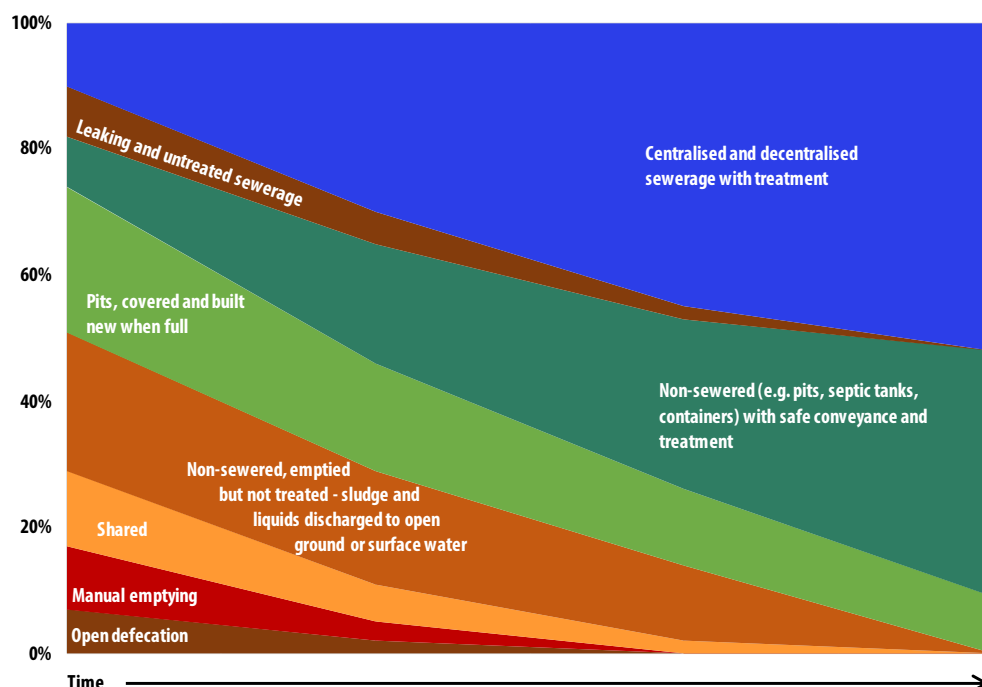 100%
80%
60%
40%
20%
0%
Leaking and untreated sewerage
Centralised and decentralised
sewerage with treatment
Pits, covered and built
new when full
Non-sewered (e.g. pits, septic tanks,
containers) with safe conveyance and
treatment
Non-sewered, emptied
but not treated - sludge and
liquids discharged to open
ground or surface water
Shared
Manual emptying
Open defecation
Time